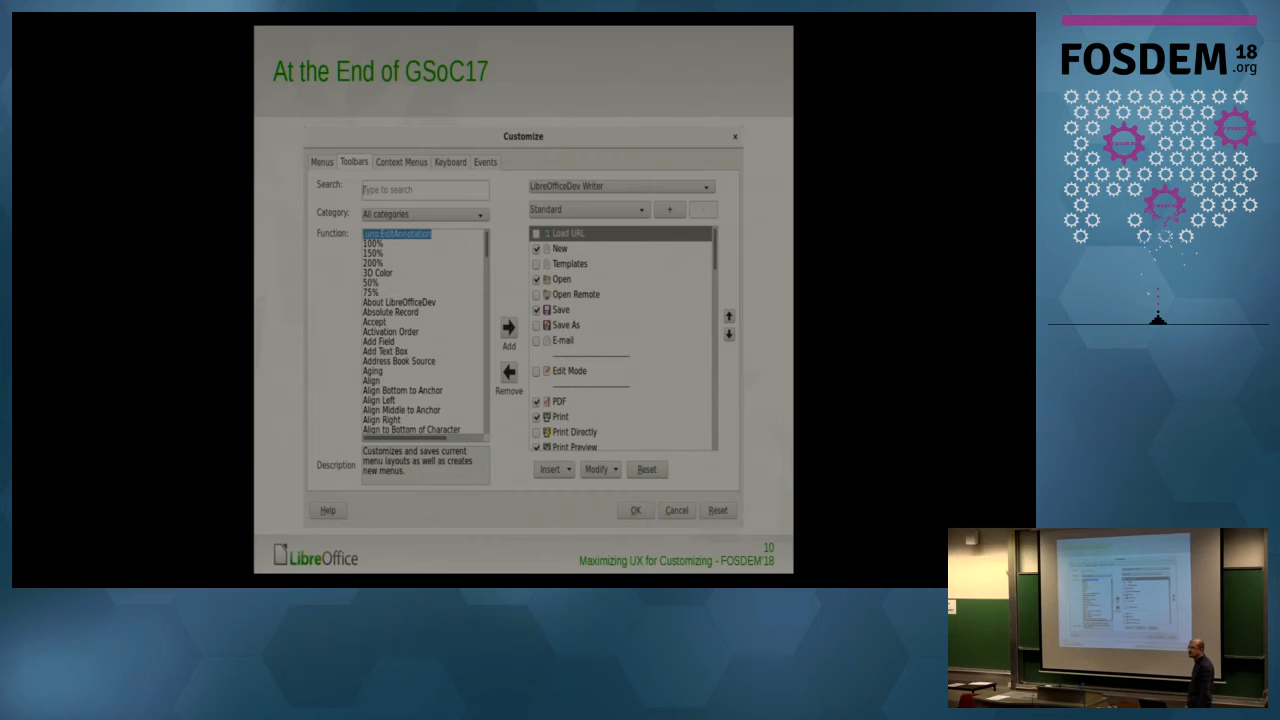 At the End of GSoC17
Customize
x
Menus Toolbars Context Menus Keyboard Events
Search: Type to search
LibreOfficeDev Writer
Category: All categories
Standard + -
Function: .uno:EditAnnotation
100%
150%
200%
3D Color
50%
75%
About LibreOfficeDev
Absolute Record
Accept
Activation Order
Add Field
Add Text Box
Address Book Source
Aging
Align
Align Bottom to Anchor
Align Left
Align Middle to Anchor
Align Right
Align to Bottom of Character
Description
Customizes and saves current
menu layouts as well as creates
new menus.
Add
Remove
Load URL
New
Templates
Open
Open Remote
Save
Save As
E-mail
Edit Mode
PDF
Print
Print Directly
Print Preview
Insert Modify Reset
Help OK Cancel Reset
LibreOffice
10
Maximizing UX for Customizing - FOSDEM'18
FOSDEM 18
.org